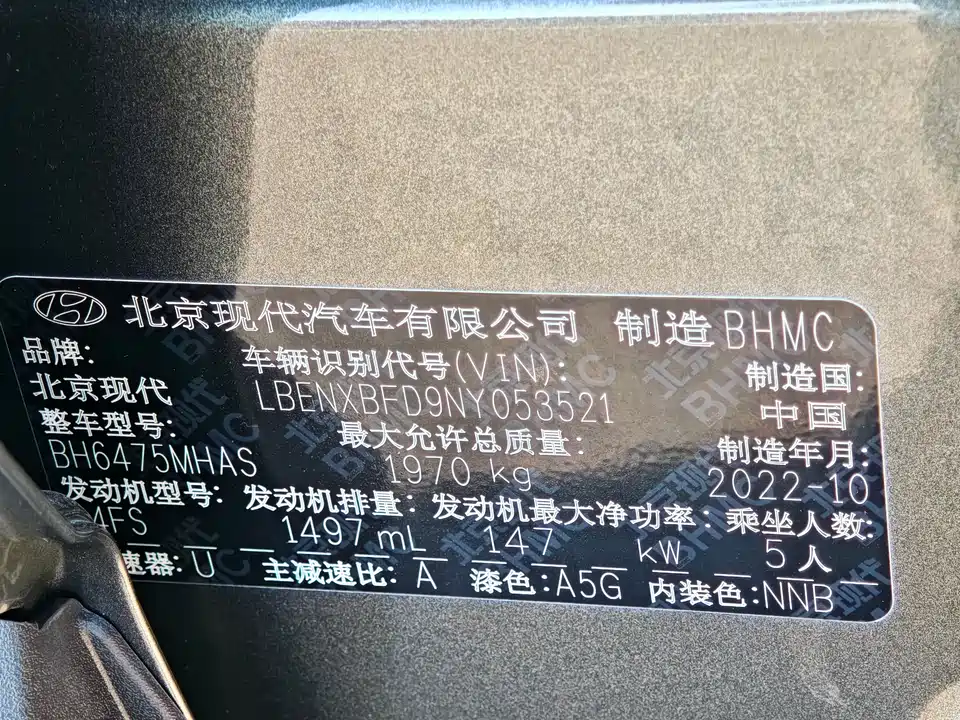 北京现代汽车有限公司 制造 BHMC
品牌: 车辆识别代号(VIN): 制造国:
北京现代 LBENXBFD9NY053521 中国
整车型号: 最大允许总质量: 制造年月:
BH6475MHAS 1970 kg 2022-10
发动机型号: 发动机排量: 发动机最大净功率: 乘坐人数:
4FS 1497 mL 147 kW 5 人
速器: U 主减速比: A 漆色: A5G 内装色: NNB